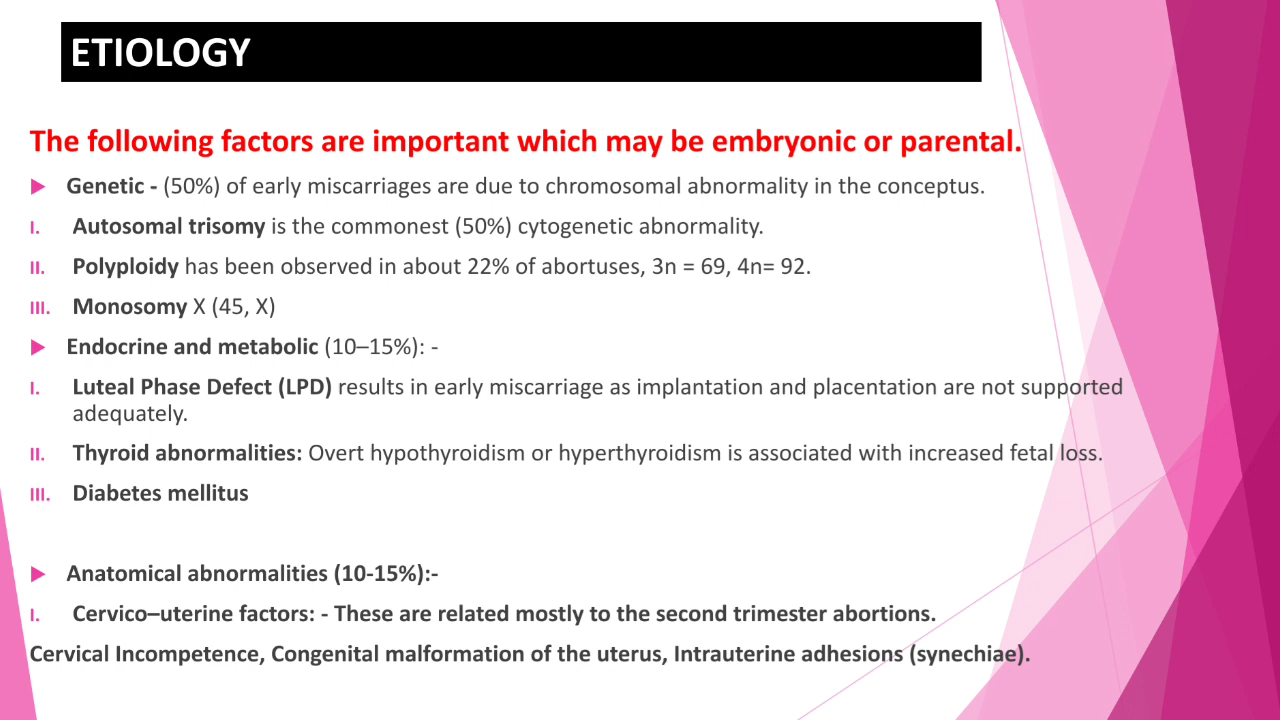 ETIOLOGY
The following factors are important which may be embryonic or parental.
▶ Genetic - (50%) of early miscarriages are due to chromosomal abnormality in the conceptus.
I. Autosomal trisomy is the commonest (50%) cytogenetic abnormality.
II. Polyploidy has been observed in about 22% of abortuses, 3n = 69, 4n= 92.
III. Monosomy X (45, X)
▶ Endocrine and metabolic (10–15%): -
I. Luteal Phase Defect (LPD) results in early miscarriage as implantation and placentation are not supported
adequately.
II. Thyroid abnormalities: Overt hypothyroidism or hyperthyroidism is associated with increased fetal loss.
III. Diabetes mellitus
▶ Anatomical abnormalities (10-15%):-
I. Cervico–uterine factors: - These are related mostly to the second trimester abortions.
Cervical Incompetence, Congenital malformation of the uterus, Intrauterine adhesions (synechiae).